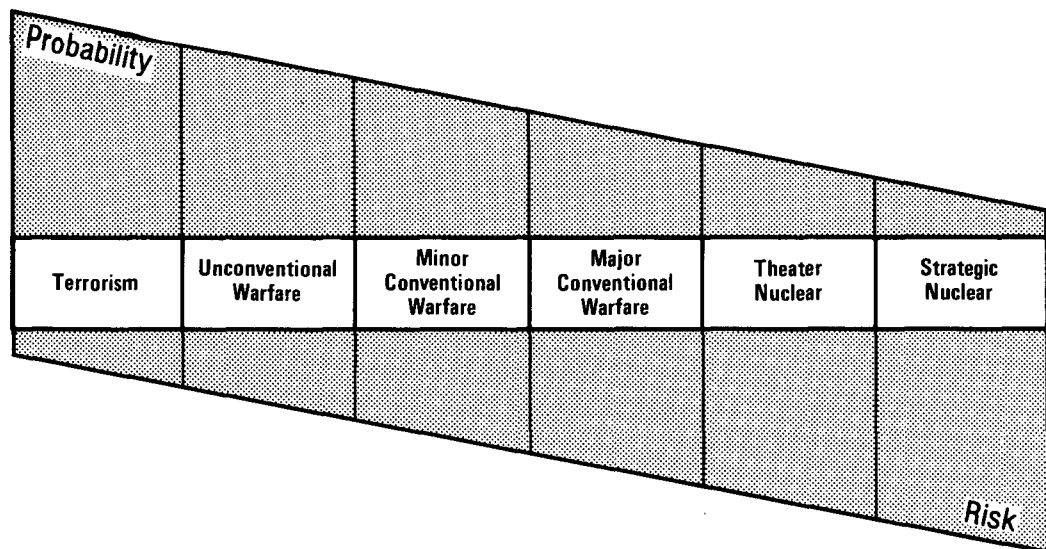 Probability
Terrorism
Unconventional
Warfare
Minor
Conventional
Warfare
Major
Conventional
Warfare
Theater
Nuclear
Strategic
Nuclear
Risk